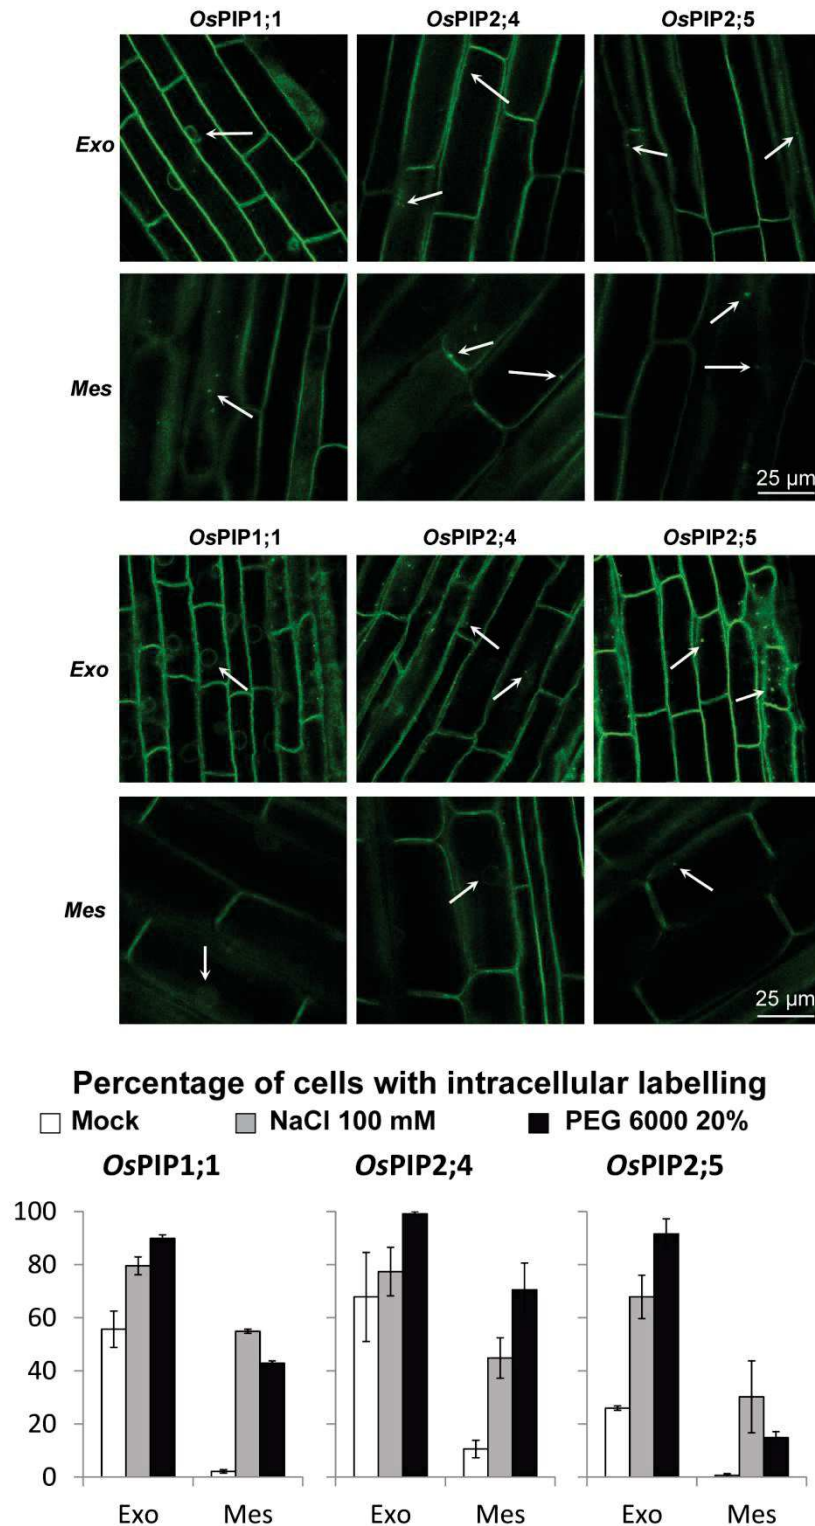 OsPIP1;1 OsPIP2;4 OsPIP2;5
Exo
Mes
25 µm
OsPIP1;1 OsPIP2;4 OsPIP2;5
Exo
Mes
25 µm
Percentage of cells with intracellular labelling
Mock NaCl 100 mM PEG 6000 20%
OsPIP1;1 OsPIP2;4 OsPIP2;5
100
80
60
40
20
0
Exo Mes Exo Mes Exo Mes